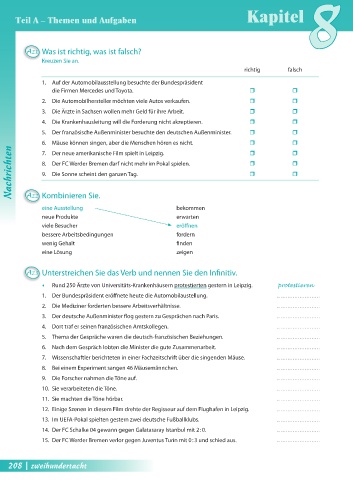 Teil A – Themen und Aufgaben
Kapitel 8
A21 Was ist richtig, was ist falsch?
Kreuzen Sie an.
richtig falsch
1. Auf der Automobilausstellung besuchte der Bundespräsident
die Firmen Mercedes und Toyota.
2. Die Automobilhersteller möchten viele Autos verkaufen.
3. Die Ärzte in Sachsen wollen mehr Geld für ihre Arbeit.
4. Die Krankenhausleitung will die Forderung nicht akzeptieren.
5. Der französische Außenminister besuchte den deutschen Außenminister.
6. Mäuse können singen, aber die Menschen hören es nicht.
7. Der neue amerikanische Film spielt in Leipzig.
8. Der FC Werder Bremen darf nicht mehr im Pokal spielen.
9. Die Sonne scheint den ganzen Tag.
Nachrichten
Kombinieren Sie.
eine Ausstellung bekommen
neue Produkte erwarten
viele Besucher eröffnen
bessere Arbeitsbedingungen fordern
wenig Gehalt finden
eine Lösung zeigen
Unterstreichen Sie das Verb und nennen Sie den Infinitiv.
Rund 250 Ärzte von Universitäts-Krankenhäusern protestierten gestern in Leipzig. protestieren
1. Der Bundespräsident eröffnete heute die Automobilausstellung.
2. Die Mediziner forderten bessere Arbeitsverhältnisse.
3. Der deutsche Außenminister flog gestern zu Gesprächen nach Paris.
4. Dort traf er seinen französischen Amtskollegen.
5. Thema der Gespräche waren die deutsch-französischen Beziehungen.
6. Nach dem Gespräch lobten die Minister die gute Zusammenarbeit.
7. Wissenschaftler berichteten in einer Fachzeitschrift über die singenden Mäuse.
8. Bei einem Experiment sangen 46 Mäusemännchen.
9. Die Forscher nahmen die Töne auf.
10. Sie verarbeiteten die Töne.
11. Sie machten die Töne hörbar.
12. Einige Szenen in diesem Film drehte der Regisseur auf dem Flughafen in Leipzig.
13. Im UEFA-Pokal spielten gestern zwei deutsche Fußballklubs.
14. Der FC Schalke 04 gewann gegen Galatasaray Istanbul mit 2:0.
15. Der FC Werder Bremen verlor gegen Juventus Turin mit 0:3 und schied aus.
208 | zweihundertacht